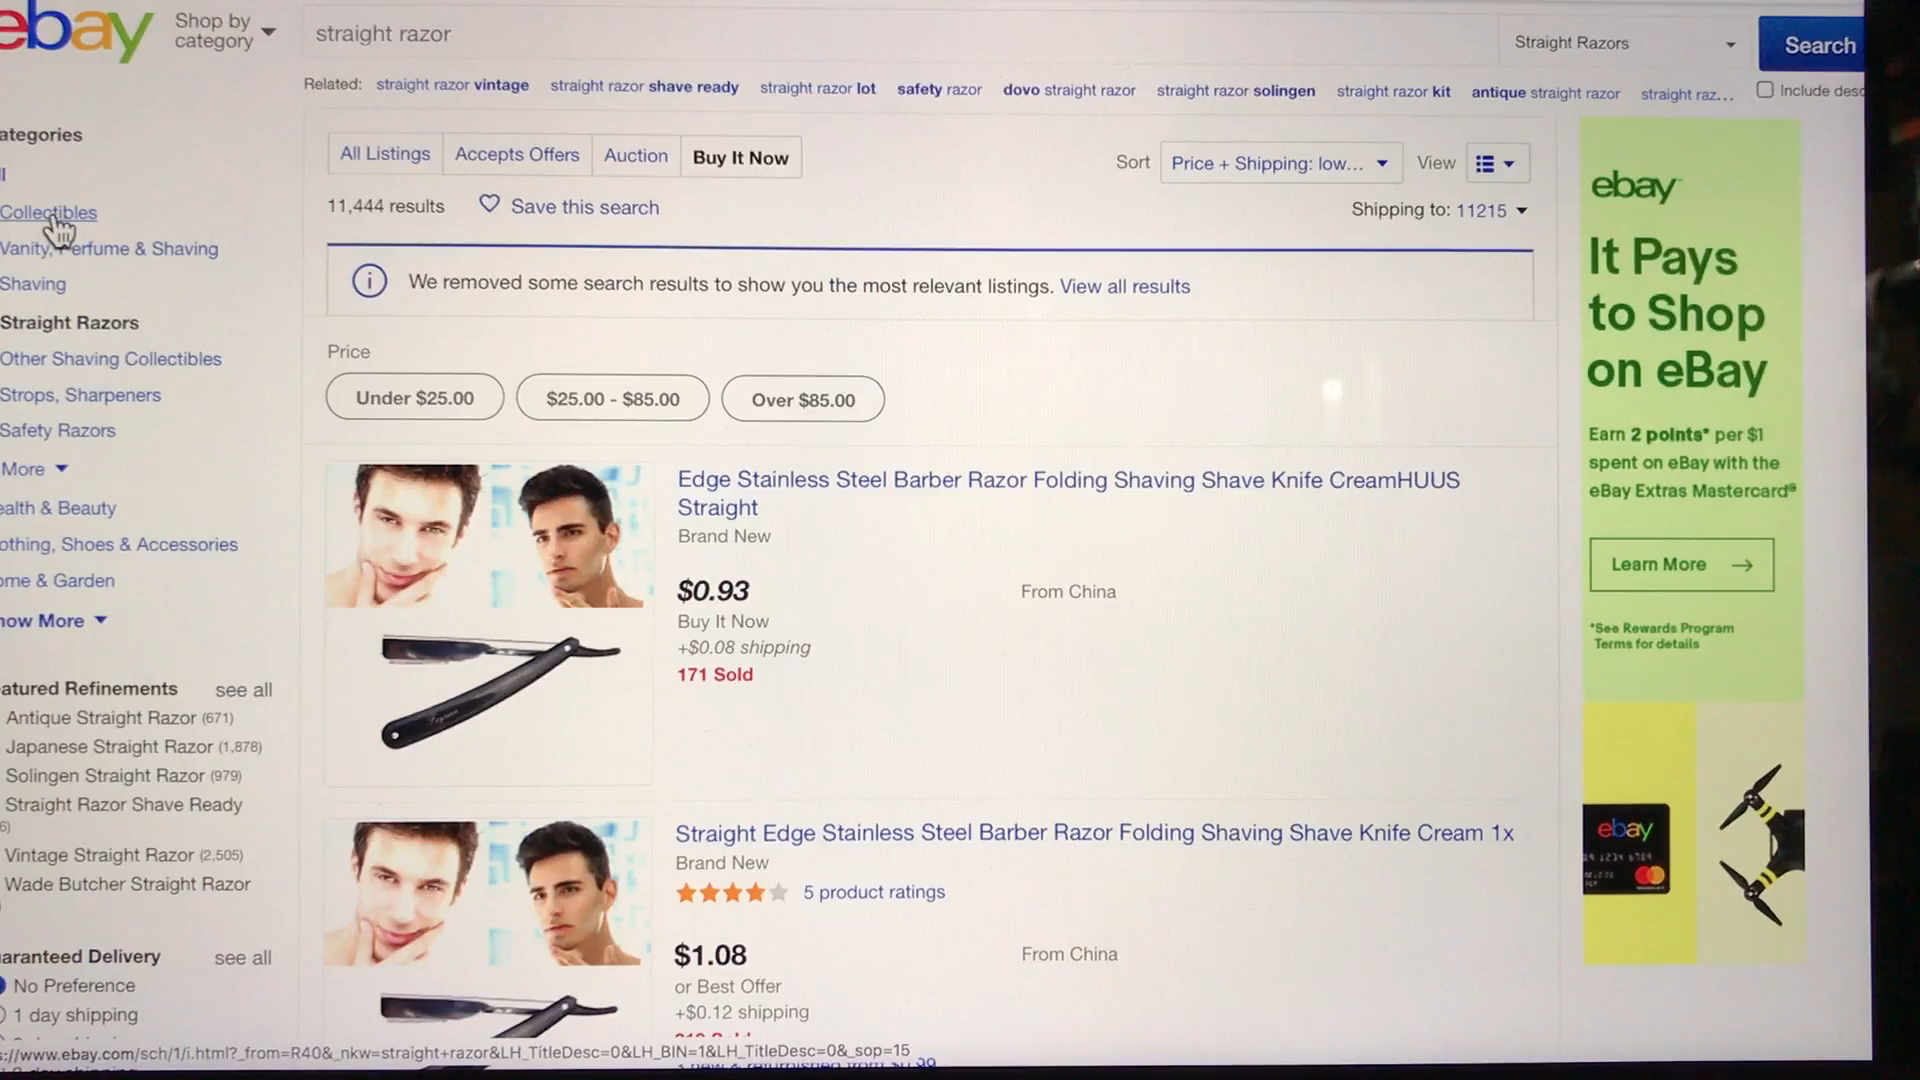 ebay
Shop by
category
straight razor
Straight Razors
Search
Related: straight razor vintage straight razor shave ready straight razor lot safety razor dovo straight razor straight razor solingen straight razor kit antique straight razor straight raz...
Include desc
ategories
ll
Collectibles
Vanity, Perfume & Shaving
Shaving
Straight Razors
Other Shaving Collectibles
Strops, Sharpeners
Safety Razors
More
ealth & Beauty
othing, Shoes & Accessories
ome & Garden
how More
atured Refinements see all
Antique Straight Razor (671)
Japanese Straight Razor (1,878)
Solingen Straight Razor (979)
Straight Razor Shave Ready
6)
Vintage Straight Razor (2,505)
Wade Butcher Straight Razor
)
aranteed Delivery see all
No Preference
1 day shipping
All Listings Accepts Offers Auction Buy It Now
Sort Price + Shipping: low... View
11,444 results Save this search
Shipping to: 11215
We removed some search results to show you the most relevant listings. View all results
Price
Under $25.00 $25.00 - $85.00 Over $85.00
Edge Stainless Steel Barber Razor Folding Shaving Shave Knife CreamHUUS
Straight
Brand New
$0.93 From China
Buy It Now
+$0.08 shipping
171 Sold
Straight Edge Stainless Steel Barber Razor Folding Shaving Shave Knife Cream 1x
Brand New
5 product ratings
$1.08 From China
or Best Offer
+$0.12 shipping
s://www.ebay.com/sch/1/i.html?_from=R40&_nkw=straight+razor&LH_TitleDesc=0&LH_BIN=1&LH_TitleDesc=0&_sop=15
ebay
It Pays
to Shop
on eBay
Earn 2 points* per $1
spent on eBay with the
eBay Extras Mastercard®
Learn More
*See Rewards Program
Terms for details
ebay